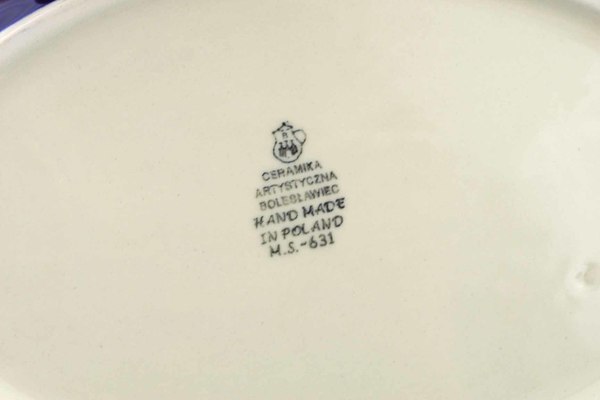 CERAMIKA
ARTYSTYCZNA
BOLESŁAWIEC
HAND MADE
IN POLAND
M.S.-631